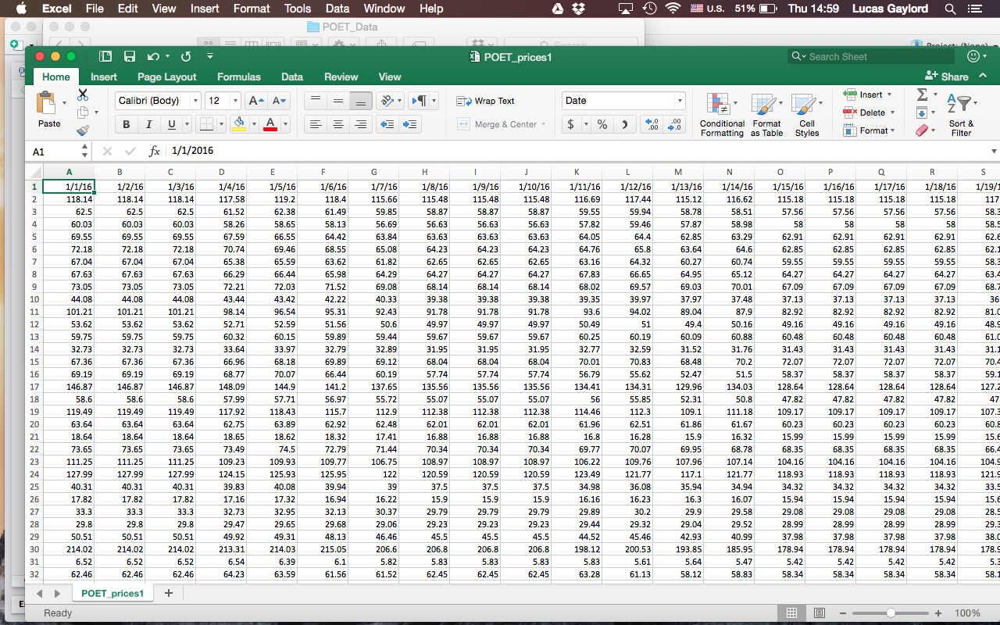 Excel File Edit View Insert Format Tools Data Window Help U.S. 51% Thu 14:59 Lucas Gaylord
POET_Data
Search
Project: (None)
POET_prices1
Search Sheet
Home Insert Page Layout Formulas Data Review View Share
Paste Calibri (Body) 12 A A Wrap Text Date Conditional Formatting Format as Table Cell Styles Insert Delete Format Sort & Filter
B I U A Merge & Center $ % .0 .00 .00 .0
A1 fx 1/1/2016
A B C D E F G H I J K L M N O P Q R S
1 1/1/16 1/2/16 1/3/16 1/4/16 1/5/16 1/6/16 1/7/16 1/8/16 1/9/16 1/10/16 1/11/16 1/12/16 1/13/16 1/14/16 1/15/16 1/16/16 1/17/16 1/18/16 1/19/1
2 118.14 118.14 118.14 117.58 119.2 118.4 115.66 115.48 115.48 115.48 116.69 117.44 115.12 116.62 115.18 115.18 115.18 115.18 117
3 62.5 62.5 62.5 61.52 62.38 61.49 59.85 58.87 58.87 58.87 59.55 59.94 58.78 58.51 57.56 57.56 57.56 57.56 58.3
4 60.03 60.03 60.03 58.26 58.65 58.13 56.69 56.63 56.63 56.63 57.82 59.46 57.87 58.98 58 58 58 58 58.5
5 69.55 69.55 69.55 67.59 66.55 64.42 63.84 63.63 63.63 63.63 64.05 64.4 62.85 63.29 62.91 62.91 62.91 62.91 62.6
6 72.18 72.18 72.18 70.74 69.46 68.55 65.08 64.23 64.23 64.23 64.76 65.8 63.64 64.6 62.85 62.85 62.85 62.85 62.1
7 67.04 67.04 67.04 65.38 65.59 63.62 61.82 62.65 62.65 62.65 63.16 64.32 60.27 60.74 59.55 59.55 59.55 59.55 58.3
8 67.63 67.63 67.63 66.29 66.44 65.98 64.29 64.27 64.27 64.27 67.83 66.65 64.95 65.12 64.27 64.27 64.27 64.27 63.4
9 73.05 73.05 73.05 72.21 72.03 71.52 69.08 68.14 68.14 68.14 68.02 69.57 69.03 70.01 67.09 67.09 67.09 67.09 68.7
10 44.08 44.08 44.08 43.44 43.42 42.22 40.33 39.38 39.38 39.38 39.35 39.97 37.97 37.48 37.13 37.13 37.13 37.13 36
11 101.21 101.21 101.21 98.14 96.54 95.31 92.43 91.78 91.78 91.78 93.6 94.02 89.04 87.9 82.92 82.92 82.92 82.92 81.0
12 53.62 53.62 53.62 52.71 52.59 51.56 50.6 49.97 49.97 49.97 50.49 51 49.4 50.16 49.16 49.16 49.16 49.16 48.9
13 59.75 59.75 59.75 60.32 60.15 59.89 59.44 59.67 59.67 59.67 60.25 60.19 60.09 60.88 60.48 60.48 60.48 60.48 61.0
14 32.73 32.73 32.73 33.64 33.97 32.79 32.89 31.95 31.95 31.95 32.77 32.59 31.52 31.76 31.43 31.43 31.43 31.43 31.1
15 67.36 67.36 67.36 66.96 68.18 69.89 69.12 68.04 68.04 68.04 70.01 70.83 68.48 70.2 72.07 72.07 72.07 72.07 70.4
16 69.19 69.19 69.19 68.77 70.07 66.44 60.19 57.74 57.74 57.74 56.79 55.62 52.47 51.5 58.37 58.37 58.37 58.37 59.1
17 146.87 146.87 146.87 148.09 144.9 141.2 137.65 135.56 135.56 135.56 134.41 134.31 129.96 134.03 128.64 128.64 128.64 128.64 127.2
18 58.6 58.6 58.6 57.99 57.71 56.97 55.72 55.07 55.07 55.07 56 55.85 52.31 50.8 47.82 47.82 47.82 47.82 47
19 119.49 119.49 119.49 117.92 118.43 115.7 112.9 112.38 112.38 112.38 114.46 112.3 109.1 111.18 109.17 109.17 109.17 109.17 107.3
20 63.64 63.64 63.64 62.75 63.89 62.92 62.48 62.01 62.01 62.01 61.96 62.51 61.86 61.67 60.23 60.23 60.23 60.23 60.8
21 18.64 18.64 18.64 18.65 18.62 18.32 17.41 16.88 16.88 16.88 16.8 16.28 15.9 16.32 15.99 15.99 15.99 15.99 15.6
22 73.65 73.65 73.65 73.49 74.5 72.79 71.44 70.34 70.34 70.34 69.77 70.07 69.95 68.78 68.35 68.35 68.35 68.35 66.4
23 111.25 111.25 111.25 109.23 109.93 109.77 106.75 108.97 108.97 108.97 106.22 109.76 107.96 107.14 104.16 104.16 104.16 104.16 104.9
24 127.99 127.99 127.99 124.15 125.93 125.95 122 120.59 120.59 120.59 123.49 121.77 117.1 121.77 118.93 118.93 118.93 118.93 121.9
25 40.31 40.31 40.31 39.83 40.08 39.94 39 37.5 37.5 37.5 34.98 36.08 35.94 34.94 34.32 34.32 34.32 34.32 33.5
26 17.82 17.82 17.82 17.16 17.32 16.94 16.22 15.9 15.9 15.9 16.16 16.23 16.3 16.07 15.94 15.94 15.94 15.94 15.6
27 33.3 33.3 33.3 32.73 32.95 32.13 30.37 29.79 29.79 29.79 29.89 30.2 29.9 29.58 29.08 29.08 29.08 29.08 28.5
28 29.8 29.8 29.8 29.47 29.65 29.68 29.06 29.23 29.23 29.23 29.44 29.32 29.04 29.52 28.99 28.99 28.99 28.99 29.3
29 50.51 50.51 50.51 49.92 49.31 48.13 46.46 45.5 45.5 45.5 44.52 45.46 42.93 40.99 37.98 37.98 37.98 37.98 38.0
30 214.02 214.02 214.02 213.31 214.03 215.05 206.6 206.8 206.8 206.8 198.12 200.53 193.85 185.95 178.94 178.94 178.94 178.94 178.9
31 6.52 6.52 6.52 6.54 6.39 6.1 5.82 5.83 5.83 5.83 5.83 5.61 5.64 5.47 5.42 5.42 5.42 5.42 5.3
32 62.46 62.46 62.46 64.23 63.59 61.56 61.52 62.45 62.45 62.45 63.28 61.13 58.12 58.83 58.34 58.34 58.34 58.34 58.1
POET_prices1
Ready 100%